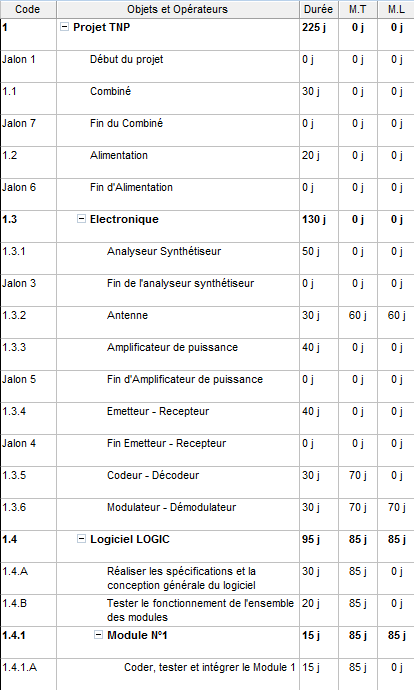 Code Objets et Opérateurs Durée M.T M.L
1 Projet TNP 225 j 0 j 0 j
Jalon 1 Début du projet 0 j 0 j 0 j
1.1 Combiné 30 j 0 j 0 j
Jalon 7 Fin du Combiné 0 j 0 j 0 j
1.2 Alimentation 20 j 0 j 0 j
Jalon 6 Fin d'Alimentation 0 j 0 j 0 j
1.3 Electronique 130 j 0 j 0 j
1.3.1 Analyseur Synthétiseur 50 j 0 j 0 j
Jalon 3 Fin de l'analyseur synthétiseur 0 j 0 j 0 j
1.3.2 Antenne 30 j 60 j 60 j
1.3.3 Amplificateur de puissance 40 j 0 j 0 j
Jalon 5 Fin d'Amplificateur de puissance 0 j 0 j 0 j
1.3.4 Emetteur - Recepteur 40 j 0 j 0 j
Jalon 4 Fin Emetteur - Recepteur 0 j 0 j 0 j
1.3.5 Codeur - Décodeur 30 j 70 j 0 j
1.3.6 Modulateur - Démodulateur 30 j 70 j 70 j
1.4 Logiciel LOGIC 95 j 85 j 85 j
1.4.A Réaliser les spécifications et la 30 j 85 j 0 j
conception générale du logiciel
1.4.B Tester le fonctionnement de l'ensemble 20 j 85 j 0 j
des modules
1.4.1 Module N°1 15 j 85 j 85 j
1.4.1.A Coder, tester et intégrer le Module 1 15 j 85 j 0 j